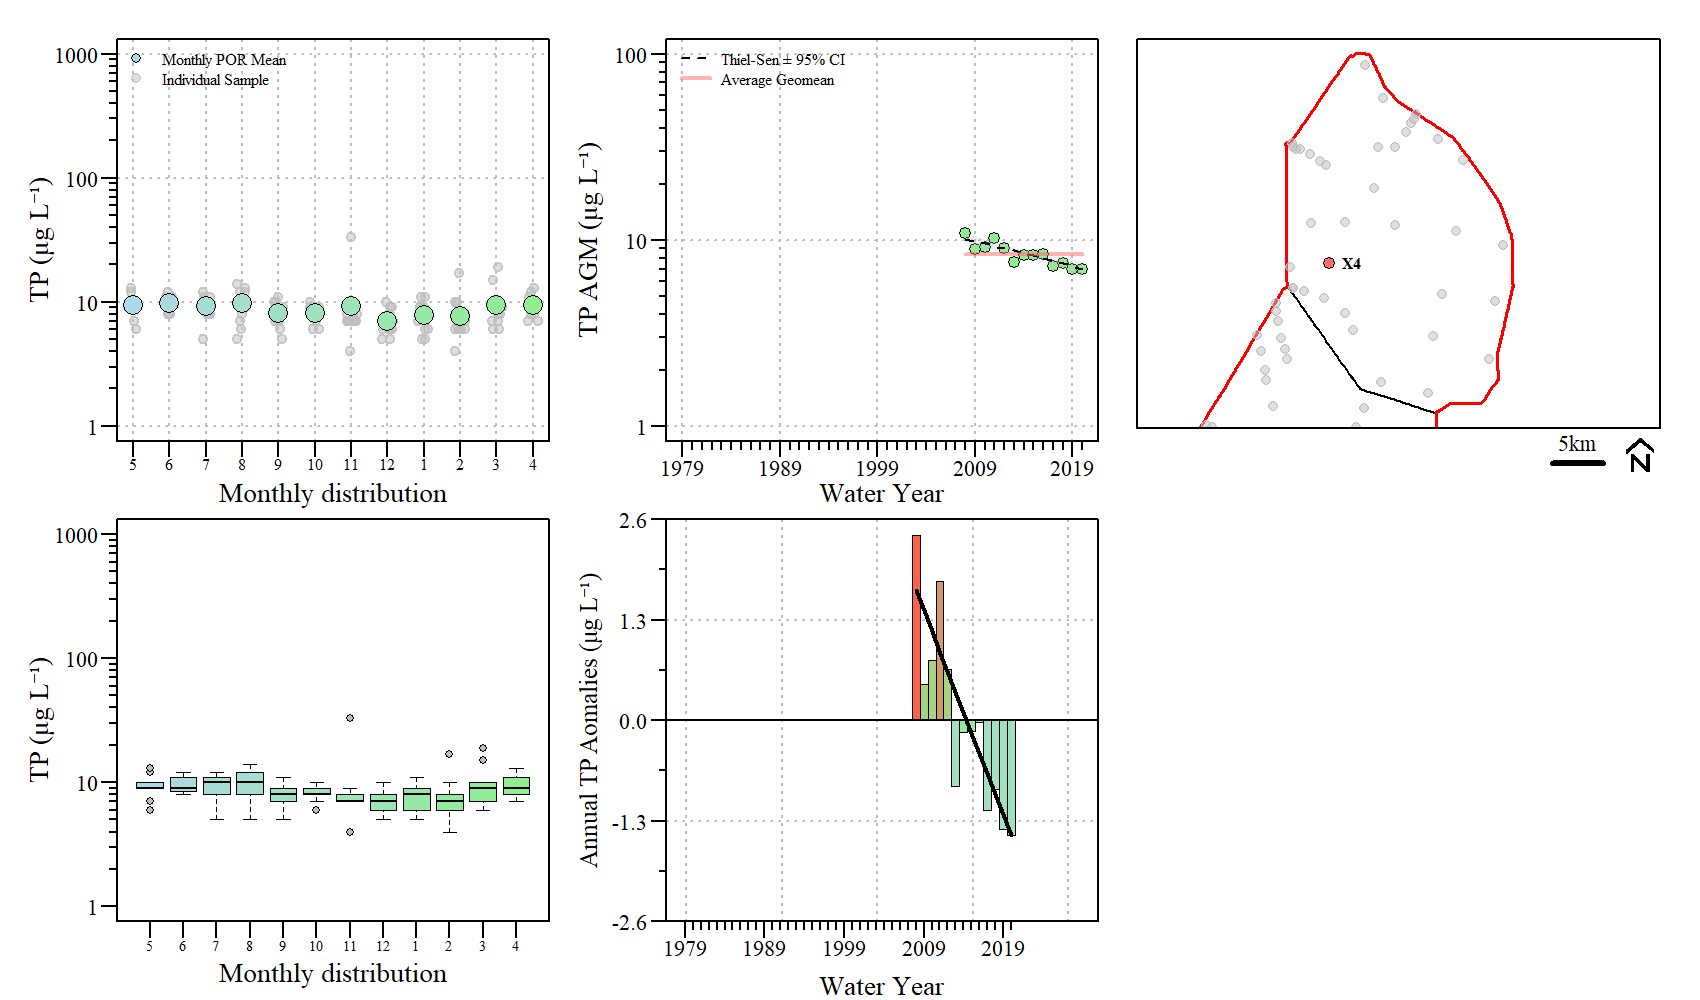 1000
100
10
1
TP (µg L⁻¹)
Monthly POR Mean
Individual Sample
5 6 7 8 9 10 11 12 1 2 3 4
Monthly distribution
100
10
1
TP AGM (µg L⁻¹)
Thiel-Sen ± 95% CI
Average Geomean
1979 1989 1999 2009 2019
Water Year
X4
5km
N
1000
100
10
1
TP (µg L⁻¹)
5 6 7 8 9 10 11 12 1 2 3 4
Monthly distribution
2.6
1.3
0.0
-1.3
-2.6
Annual TP Aomalies (µg L⁻¹)
1979 1989 1999 2009 2019
Water Year